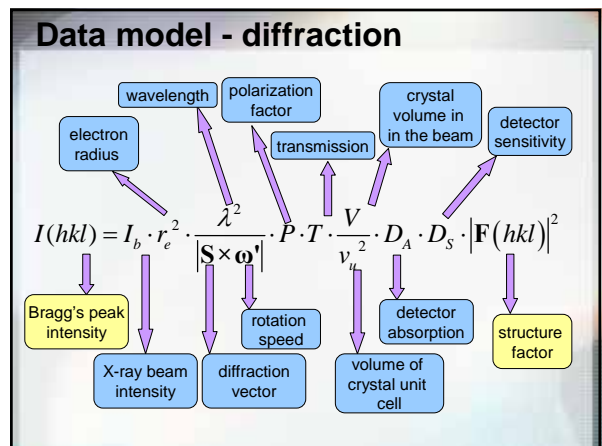 Data model - diffraction
wavelength
polarization
factor
crystal
volume in
in the beam
electron
radius
transmission
detector
sensitivity
I(hkl) = I_b · r_e^2 · λ^2 / |S × ω'| · P · T · V / v_u^2 · D_A · D_S · |F(hkl)|^2
Bragg's peak
intensity
X-ray beam
intensity
rotation
speed
diffraction
vector
volume of
crystal unit
cell
detector
absorption
structure
factor